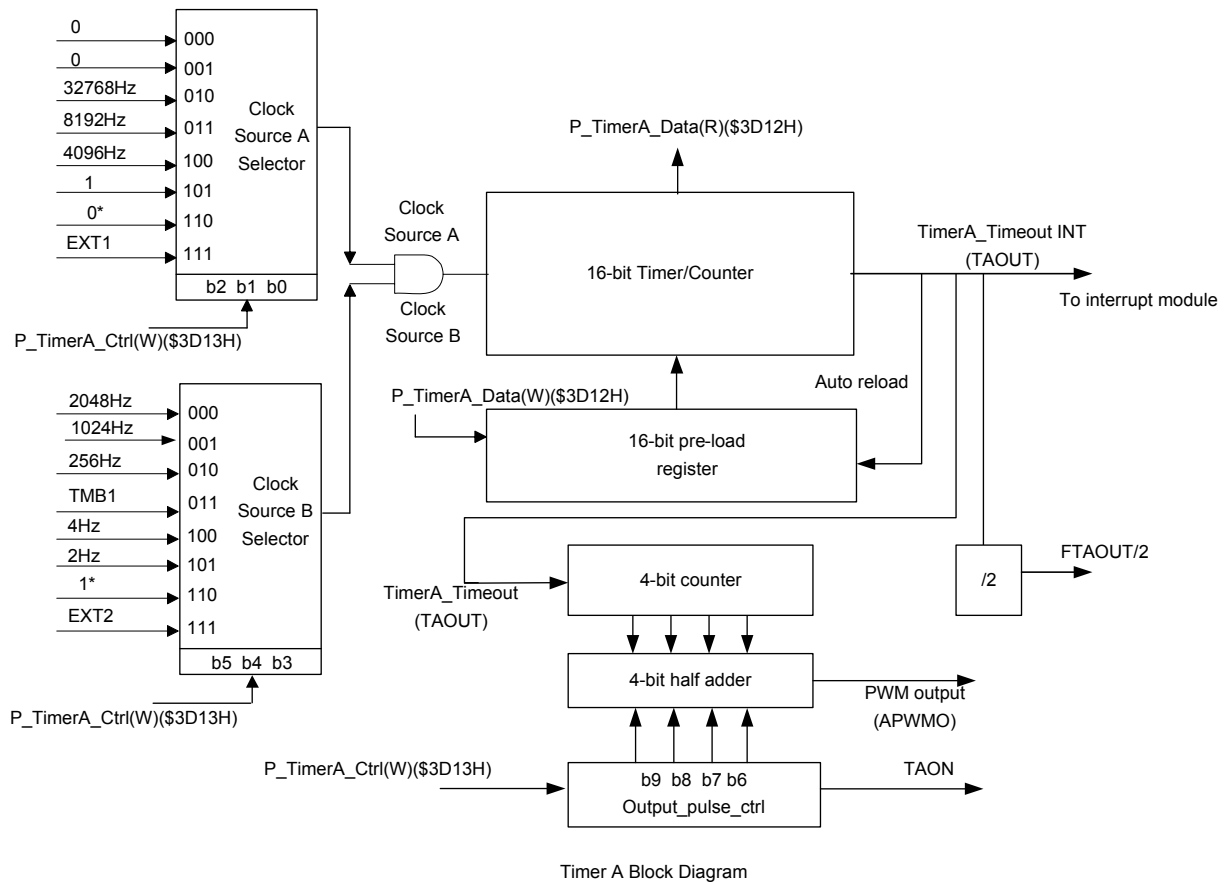 0
000
0
001
32768Hz
010
8192Hz
011
4096Hz
100
1
101
0*
110
EXT1
111
Clock
Source A
Selector
b2 b1 b0
P_TimerA_Ctrl(W)($3D13H)
2048Hz
000
1024Hz
001
256Hz
010
TMB1
011
4Hz
100
2Hz
101
1*
110
EXT2
111
Clock
Source B
Selector
b5 b4 b3
P_TimerA_Ctrl(W)($3D13H)
Clock
Source A
Clock
Source B
P_TimerA_Data(R)($3D12H)
16-bit Timer/Counter
TimerA_Timeout INT
(TAOUT)
To interrupt module
Auto reload
P_TimerA_Data(W)($3D12H)
16-bit pre-load
register
TimerA_Timeout
(TAOUT)
4-bit counter
/2
FTAOUT/2
4-bit half adder
PWM output
(APWMO)
P_TimerA_Ctrl(W)($3D13H)
b9 b8 b7 b6
Output_pulse_ctrl
TAON
Timer A Block Diagram